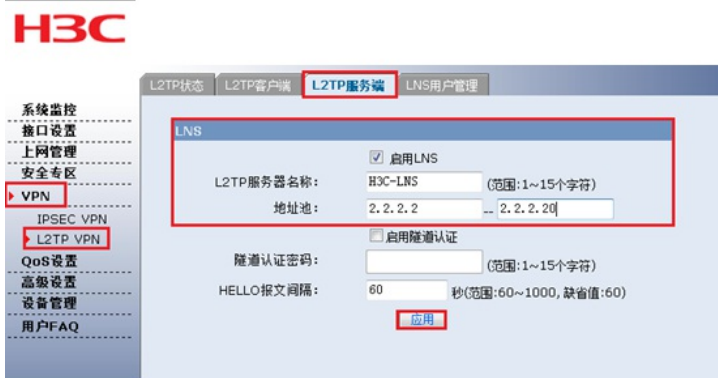 H3C
L2TP状态 L2TP客户端 L2TP服务端 LNS用户管理
系统监控
接口设置
上网管理
安全专区
VPN
IPSEC VPN
L2TP VPN
QoS设置
高级设置
设备管理
用户FAQ
LNS
启用LNS
L2TP服务器名称： H3C-LNS (范围:1~15个字符)
地址池： 2.2.2.2 -- 2.2.2.20
启用隧道认证
隧道认证密码： (范围:1~15个字符)
HELLO报文间隔： 60 秒(范围:60~1000, 缺省值:60)
应用